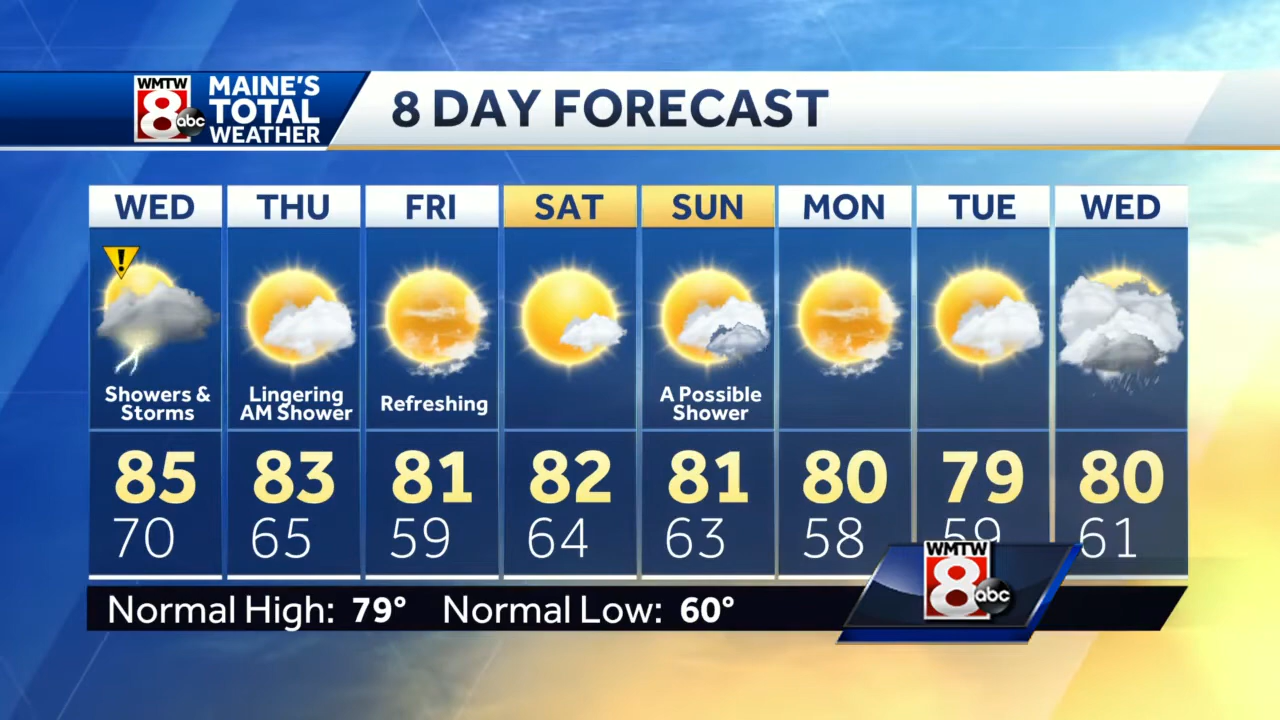 WMTW
8
abc
MAINE'S
TOTAL
WEATHER
8 DAY FORECAST
WED THU FRI SAT SUN MON TUE WED
!
Showers & Storms
Lingering AM Shower
Refreshing
A Possible Shower
85 83 81 82 81 80 79 80
70 65 59 64 63 58 59 61
Normal High: 79° Normal Low: 60°
WMTW
8
abc